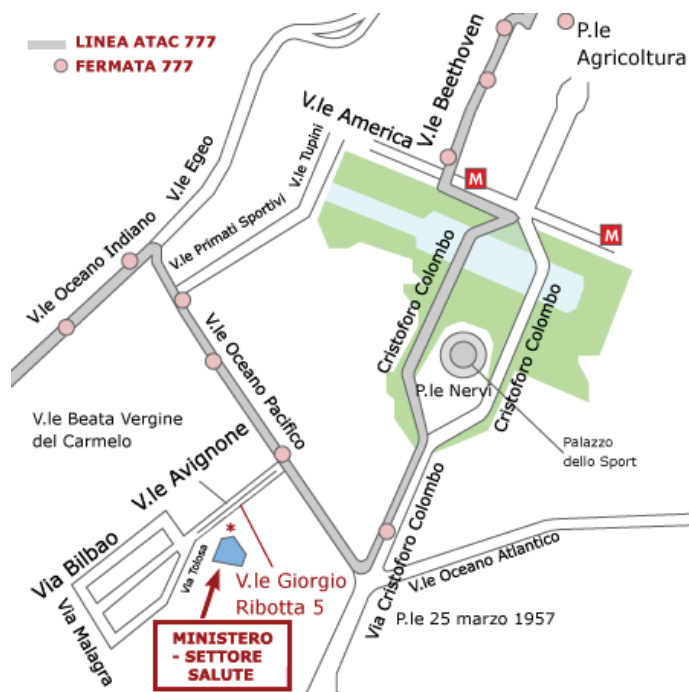 LINEA ATAC 777
FERMATA 777
P.le
Agricoltura
V.le Beethoven
V.le America
M
M
V.le Tupini
V.le Egeo
V.le Primati Sportivi
V.le Oceano Indiano
Cristoforo Colombo
Cristoforo Colombo
V.le Oceano Pacifico
P.le Nervi
Palazzo
dello Sport
V.le Beata Vergine
del Carmelo
V.le Avignone
Via Bilbao
Via Malagra
Via Tolosa
*
V.le Giorgio
Ribotta 5
MINISTERO
- SETTORE
SALUTE
Via Cristoforo Colombo
V.le Oceano Atlantico
P.le 25 marzo 1957